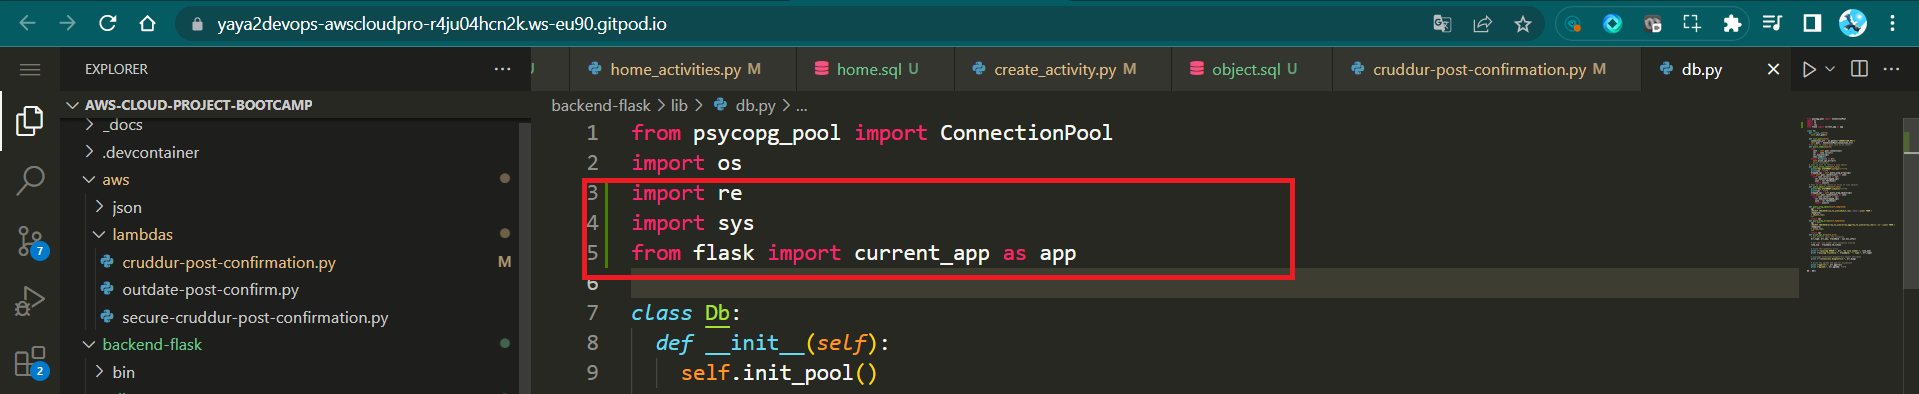 yaya2devops-awscloudpro-r4ju04hcn2k.ws-eu90.gitpod.io
EXPLORER
U home_activities.py M home.sql U create_activity.py M object.sql U cruddur-post-confirmation.py M db.py
AWS-CLOUD-PROJECT-BOOTCAMP
_docs
.devcontainer
aws
json
lambdas
cruddur-post-confirmation.py M
outdate-post-confirm.py
secure-cruddur-post-confirmation.py
backend-flask
bin
7
2
backend-flask > lib > db.py > ...
1 from psycopg_pool import ConnectionPool
2 import os
3 import re
4 import sys
5 from flask import current_app as app
6
7 class Db:
8 def __init__(self):
9 self.init_pool()